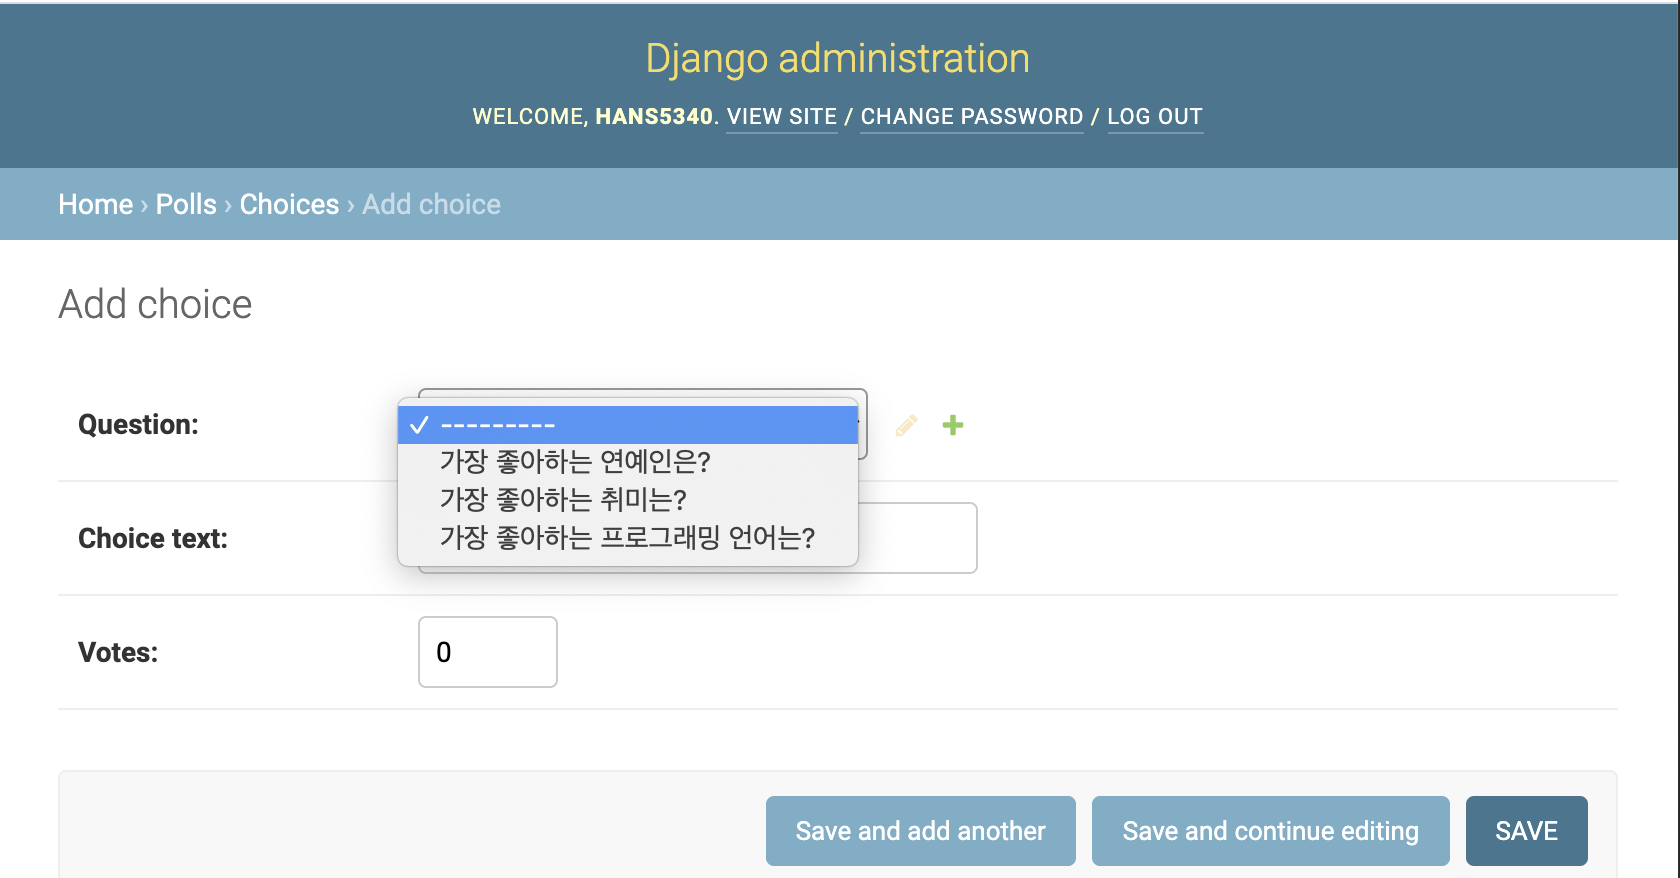 Django administration
WELCOME, HANS5340. VIEW SITE / CHANGE PASSWORD / LOG OUT
Home › Polls › Choices › Add choice
Add choice
Question:
---------
가장 좋아하는 연예인은?
가장 좋아하는 취미는?
가장 좋아하는 프로그래밍 언어는?
Choice text:
Votes:
0
Save and add another
Save and continue editing
SAVE